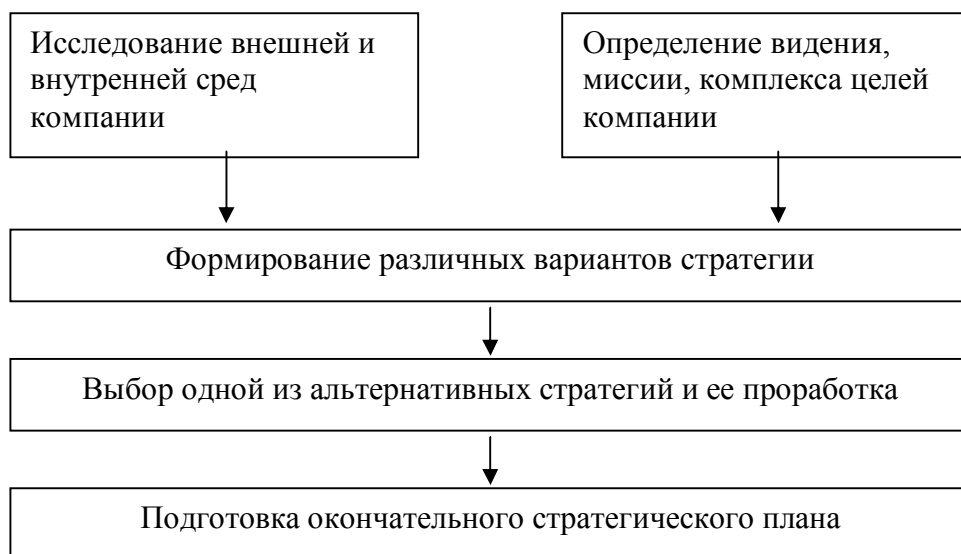 Исследование внешней и
внутренней сред
компании
Определение видения,
миссии, комплекса целей
компании
Формирование различных вариантов стратегии
Выбор одной из альтернативных стратегий и ее проработка
Подготовка окончательного стратегического плана